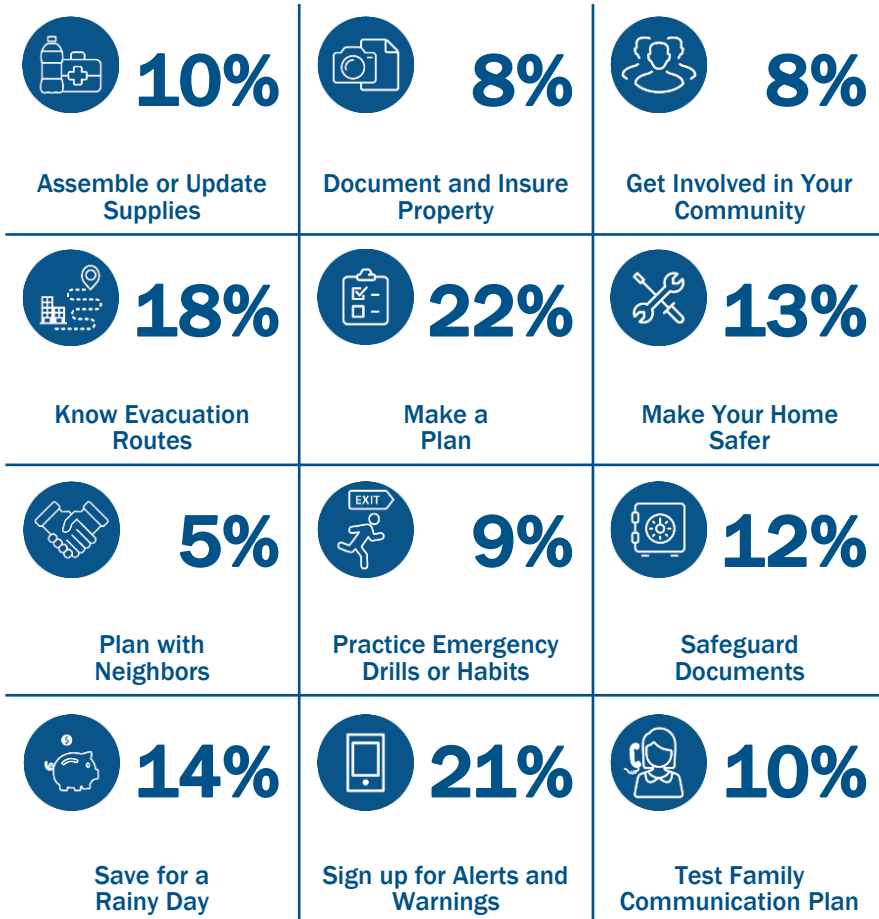 10%
Assemble or Update
Supplies
8%
Document and Insure
Property
8%
Get Involved in Your
Community
18%
Know Evacuation
Routes
22%
Make a
Plan
13%
Make Your Home
Safer
5%
Plan with
Neighbors
EXIT
9%
Practice Emergency
Drills or Habits
12%
Safeguard
Documents
$
14%
Save for a
Rainy Day
21%
Sign up for Alerts and
Warnings
10%
Test Family
Communication Plan